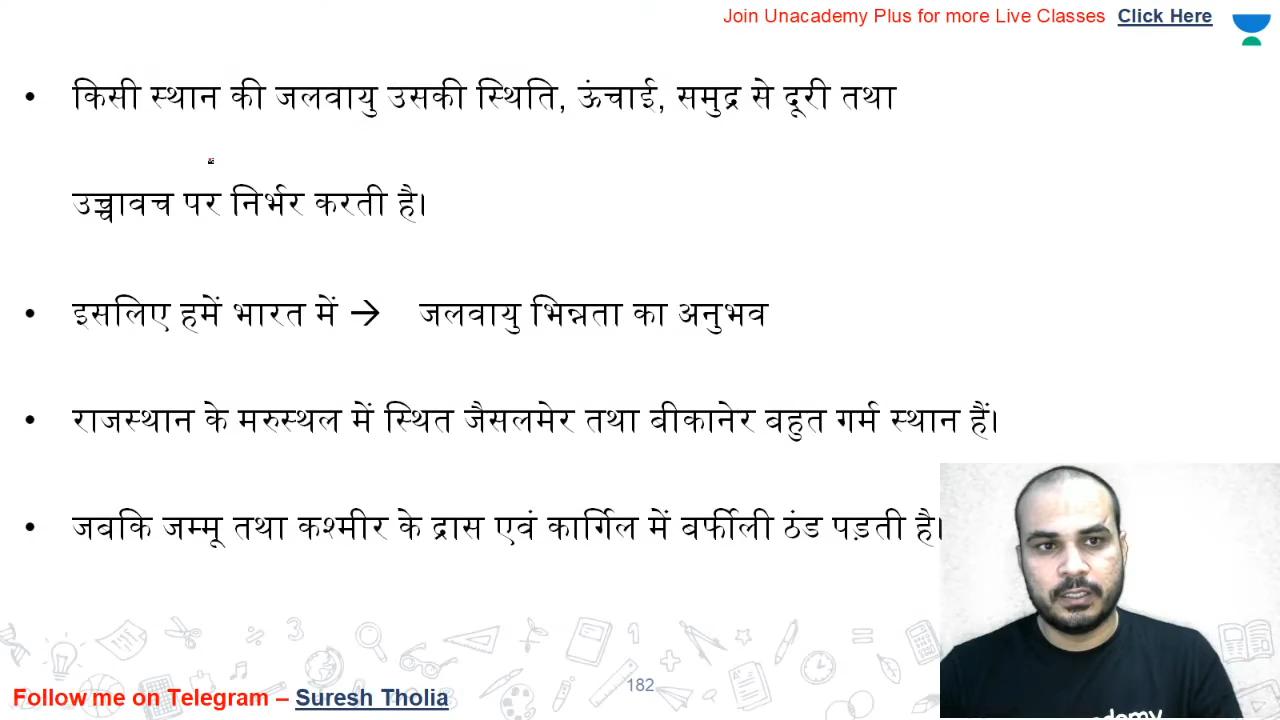 Join Unacademy Plus for more Live Classes Click Here
• किसी स्थान की जलवायु उसकी स्थिति, ऊंचाई, समुद्र से दूरी तथा
उच्चावच पर निर्भर करती है।
• इसलिए हमें भारत में → जलवायु भिन्नता का अनुभव
• राजस्थान के मरुस्थल में स्थित जैसलमेर तथा बीकानेर बहुत गर्म स्थान हैं।
• जबकि जम्मू तथा कश्मीर के द्रास एवं कार्गिल में बर्फीली ठंड पड़ती है।
182
Follow me on Telegram – Suresh Tholia